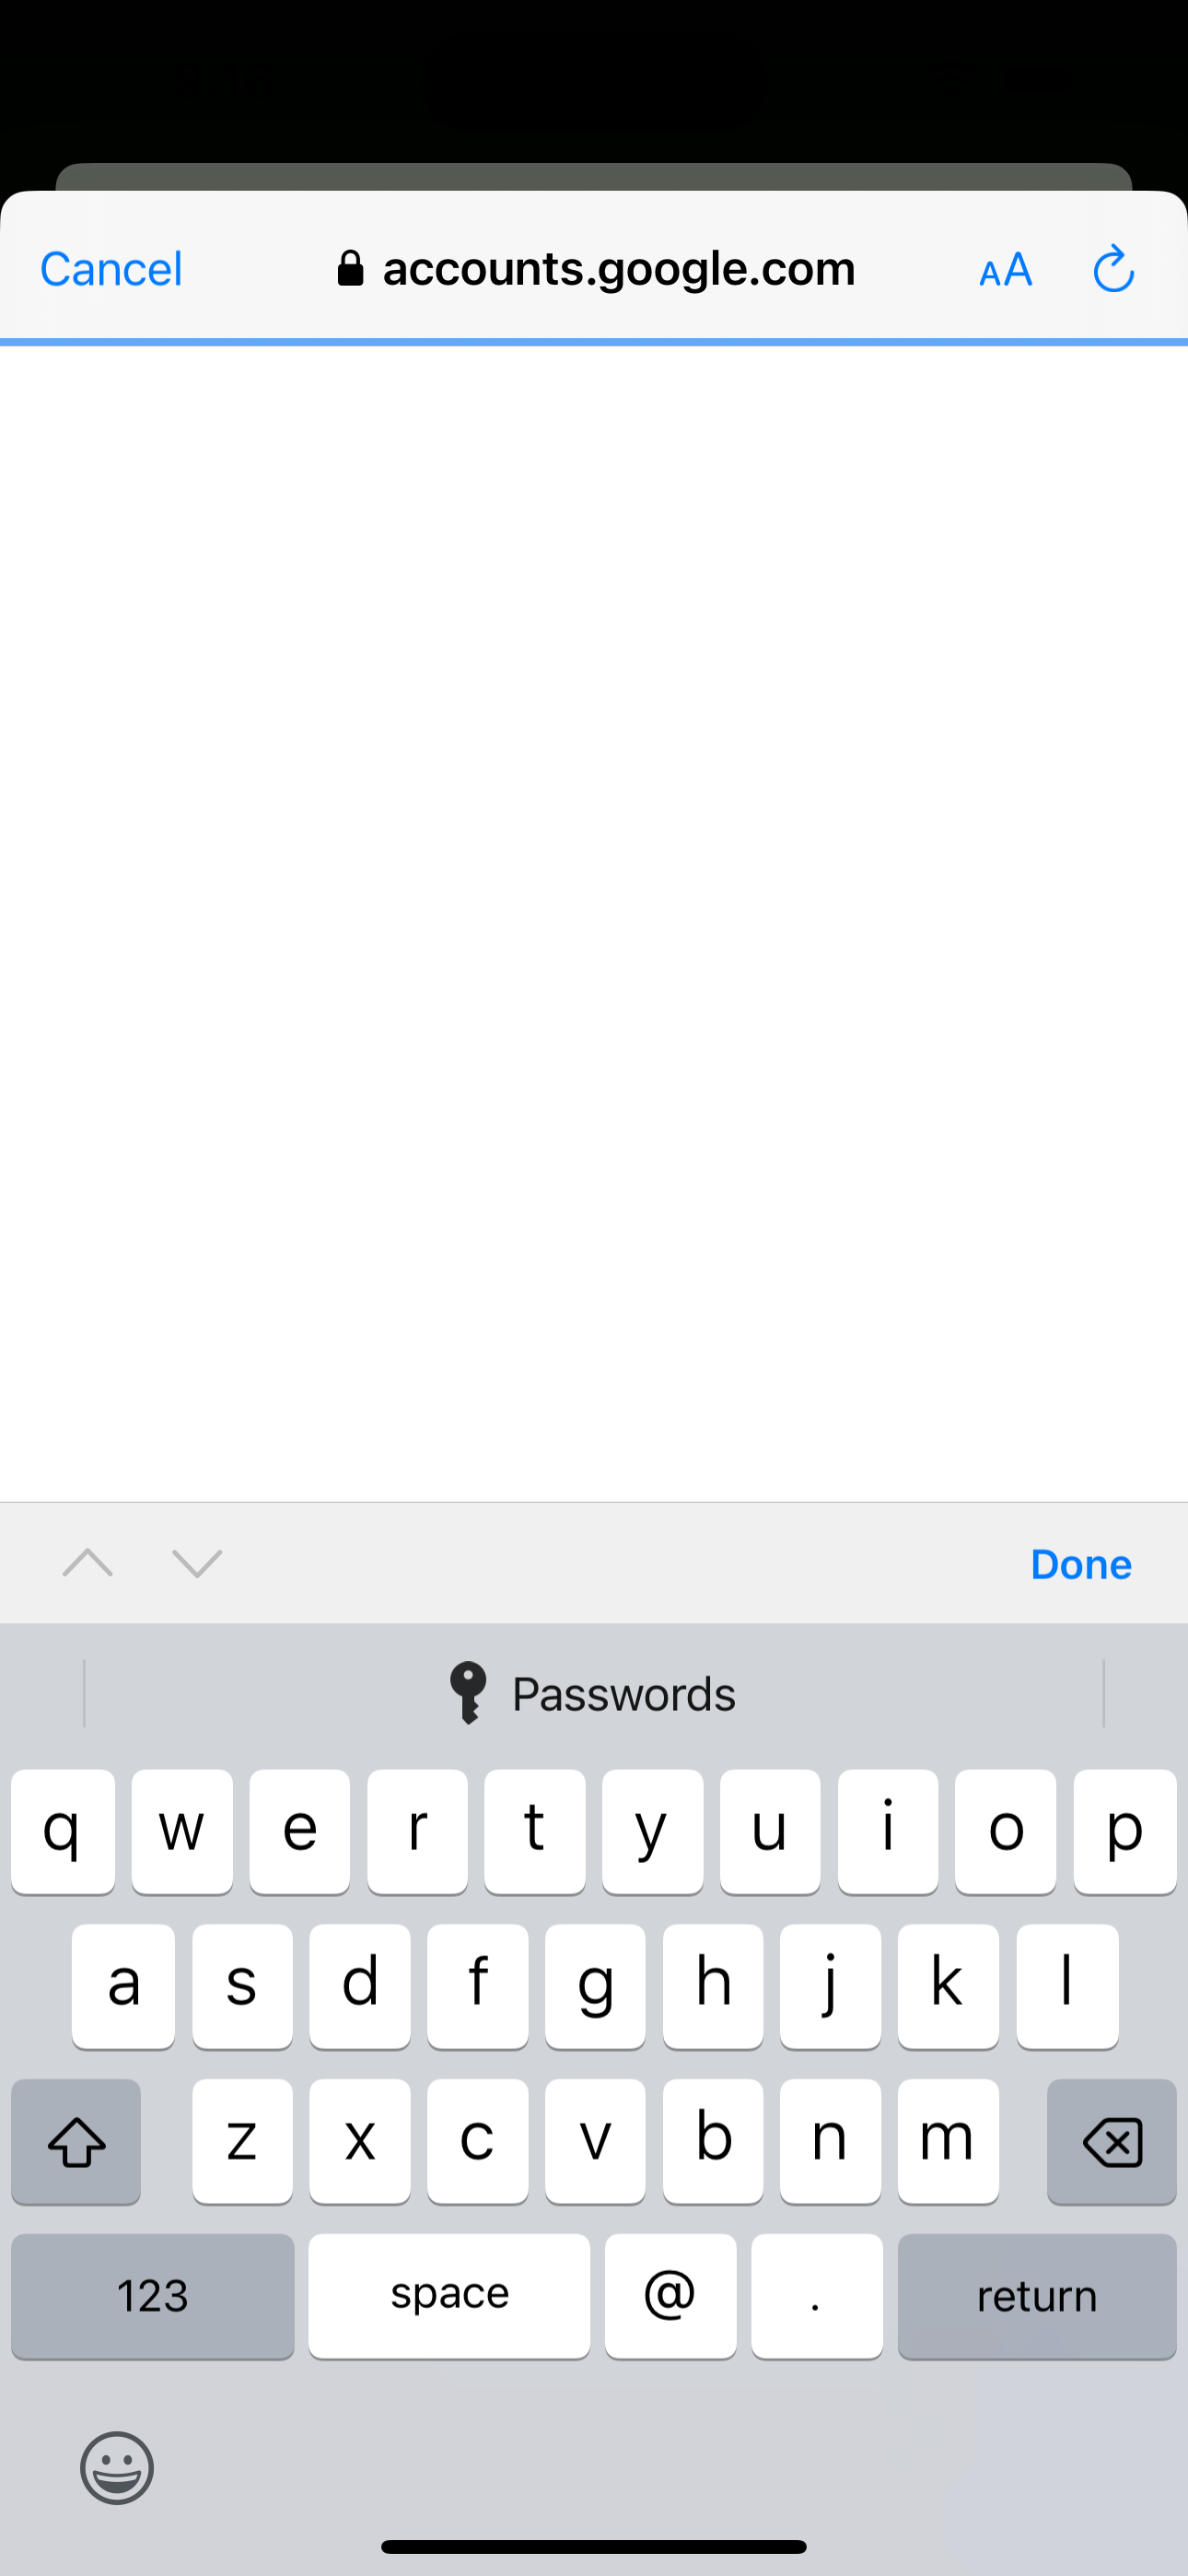 Cancel accounts.google.com AA
Done
Passwords
q w e r t y u i o p
a s d f g h j k l
z x c v b n m
123 space @ . return